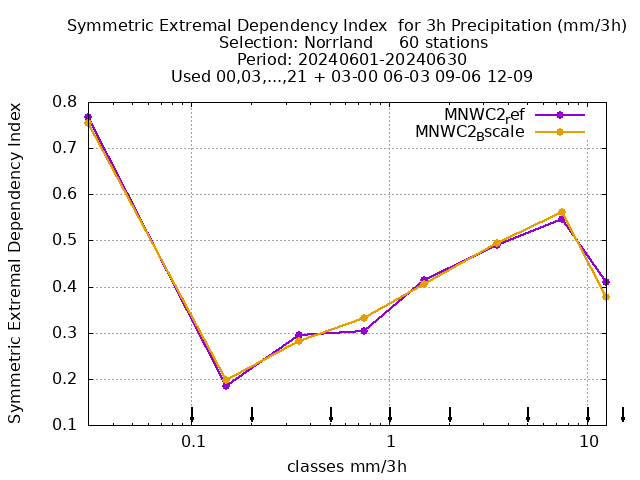 Symmetric Extremal Dependency Index  for 3h Precipitation (mm/3h)
Selection: Norrland     60 stations
Period: 20240601-20240630
Used 00,03,...,21 + 03-00 06-03 09-06 12-09
MNWC2ref
MNWC2Bscale
Symmetric Extremal Dependency Index
0.8
0.7
0.6
0.5
0.4
0.3
0.2
0.1
0.1 1 10
classes mm/3h